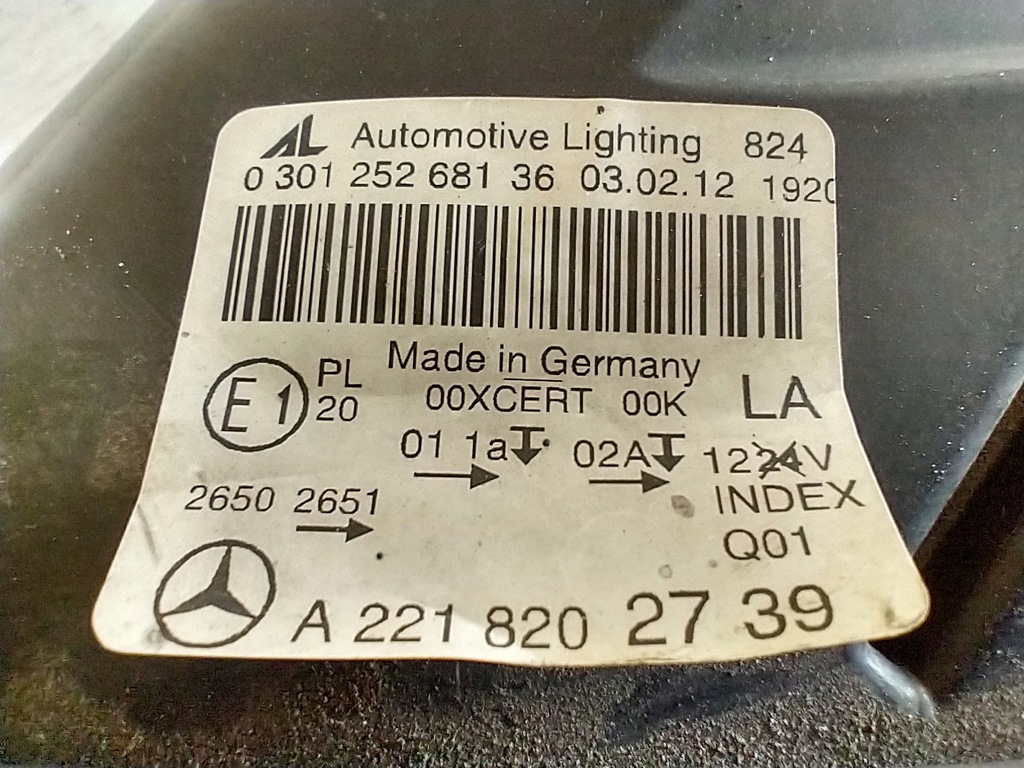 AL Automotive Lighting 824
0 301 252 681 36 03.02.12 1920
Made in Germany
E1 PL 20
00XCERT 00K LA
01 1a 02A 1224V
2650 2651 INDEX
Q01
A 221 820 27 39